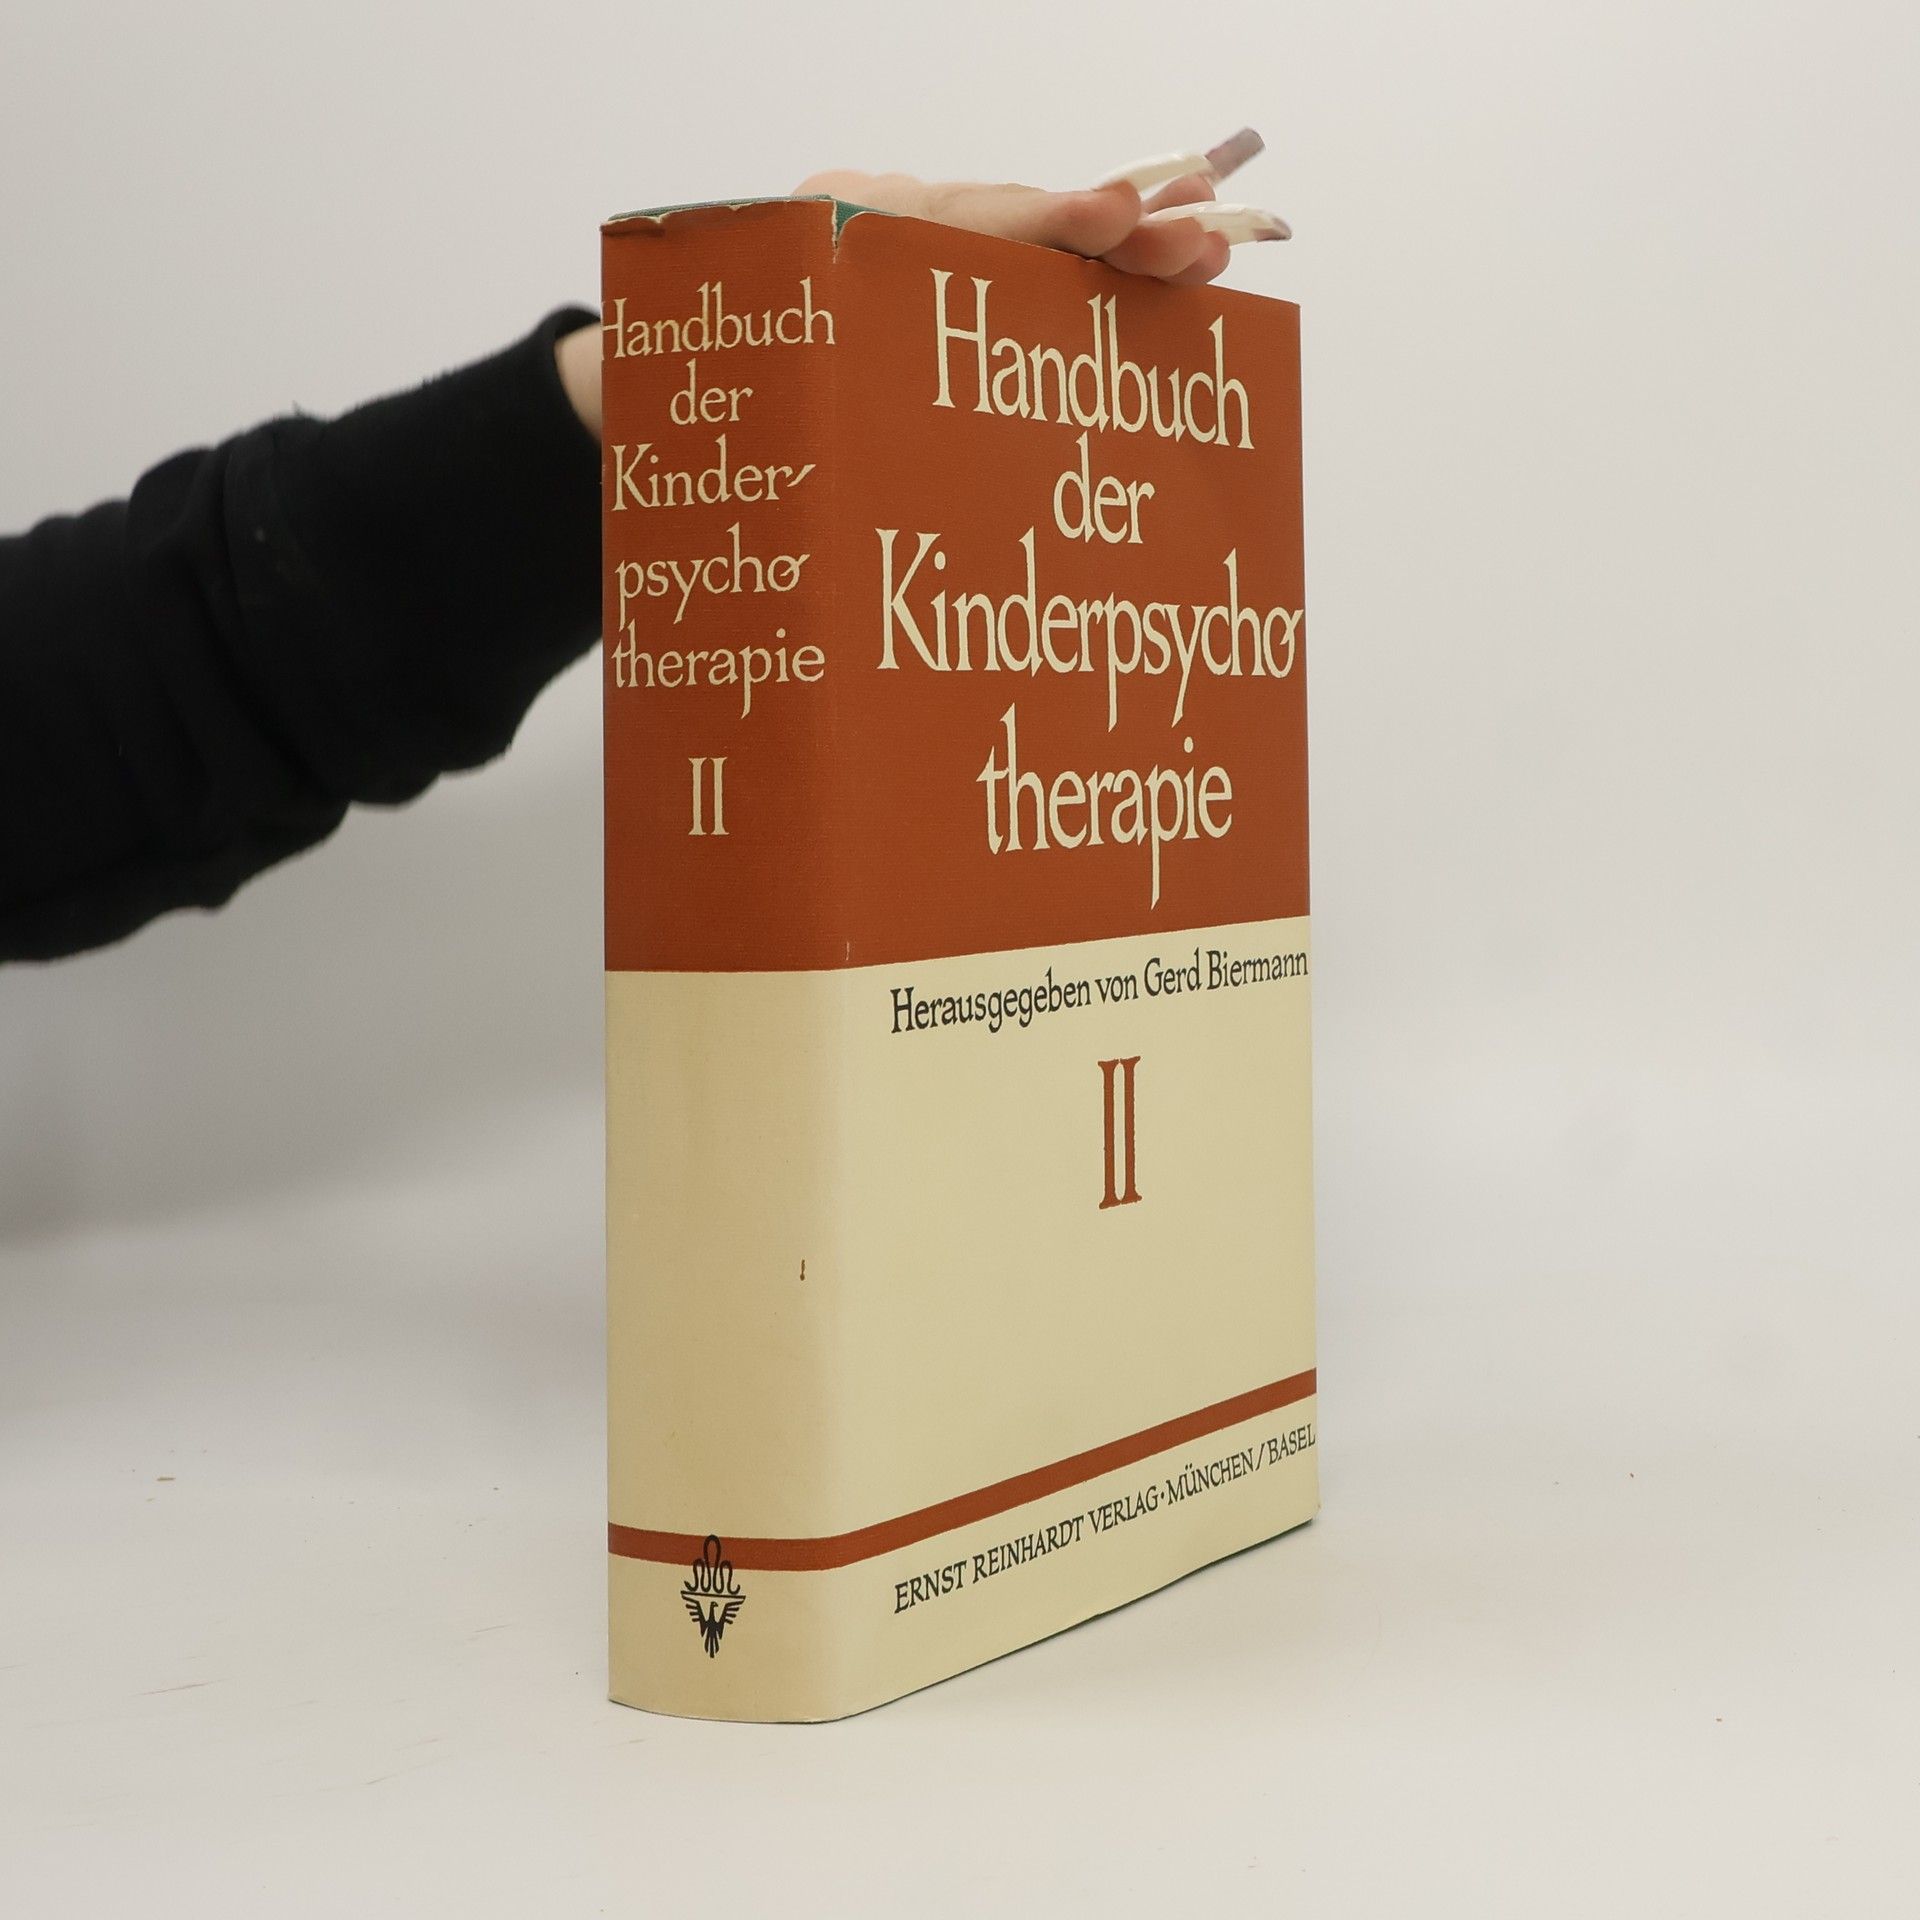 Handbuch
der
Kinder-
psycho-
therapie
II
Handbuch
der
Kinderpsycho-
therapie
Herausgegeben von Gerd Biermann
II
ERNST REINHARDT VERLAG · MÜNCHEN / BASEL